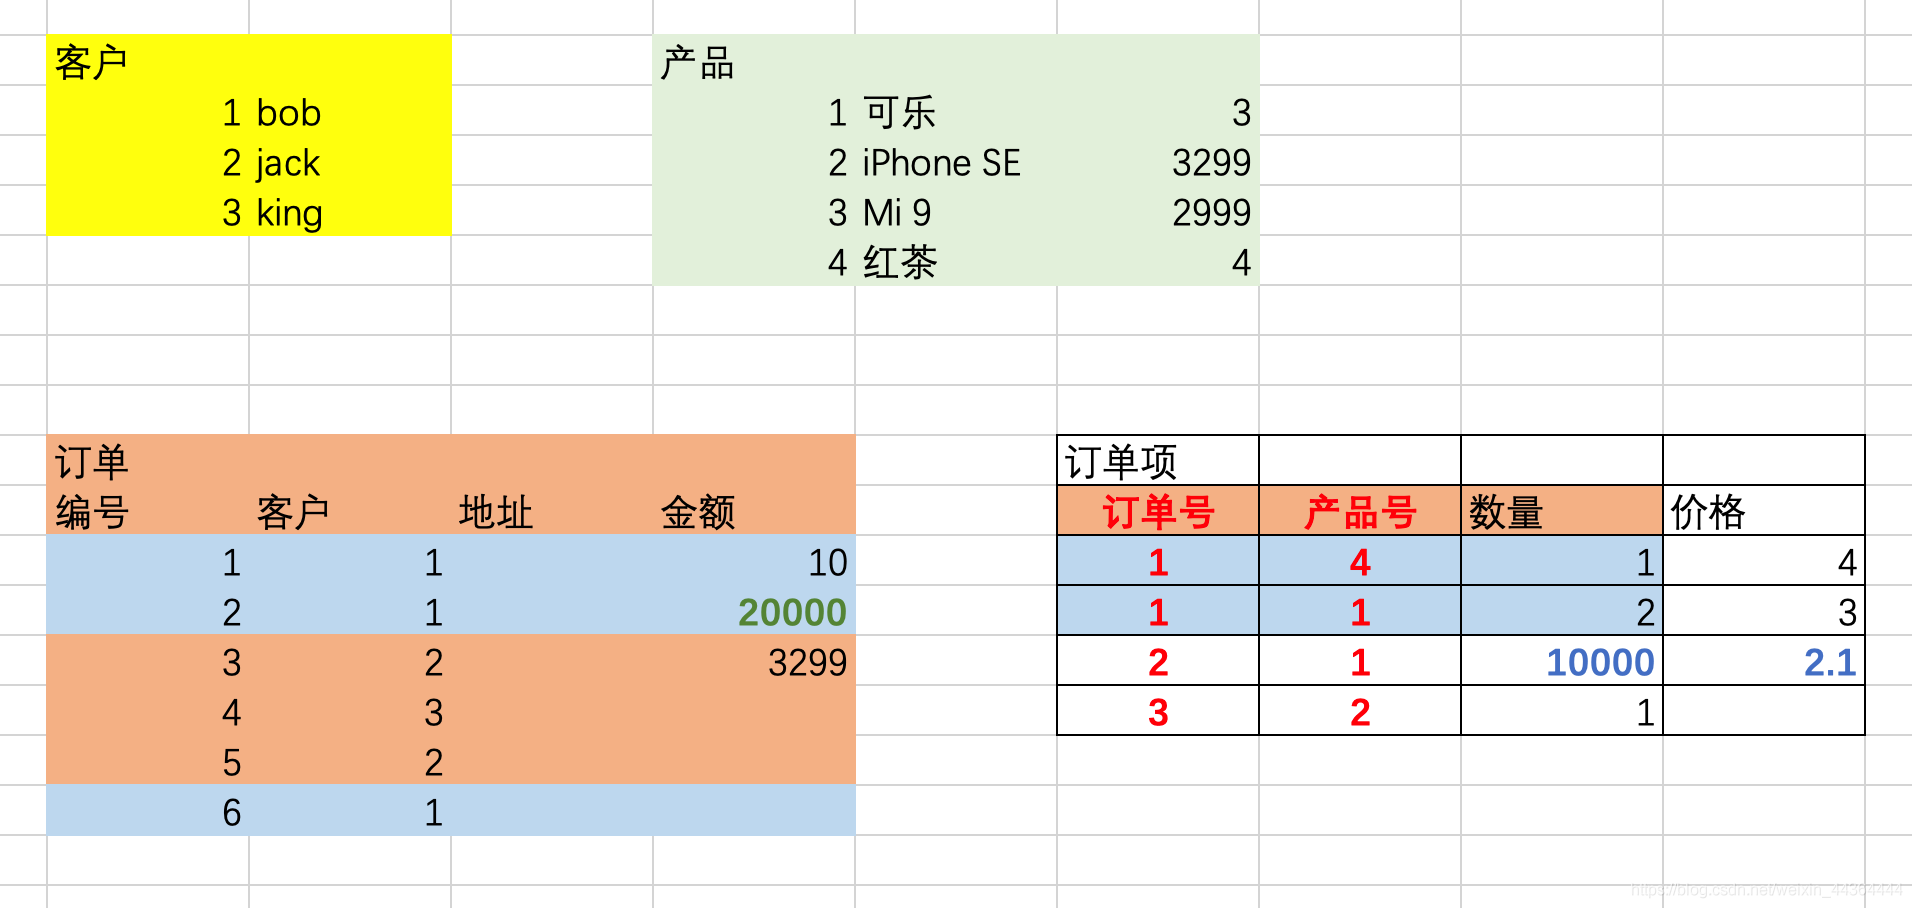 客户
1 bob
2 jack
3 king
产品
1 可乐 3
2 iPhone SE 3299
3 Mi 9 2999
4 红茶 4
订单
编号 客户 地址 金额
1 1 10
2 1 20000
3 2 3299
4 3
5 2
6 1
订单项
订单号 产品号 数量 价格
1 4 1 4
1 1 2 3
2 1 10000 2.1
3 2 1
https://blog.csdn.net/weixin_44364444